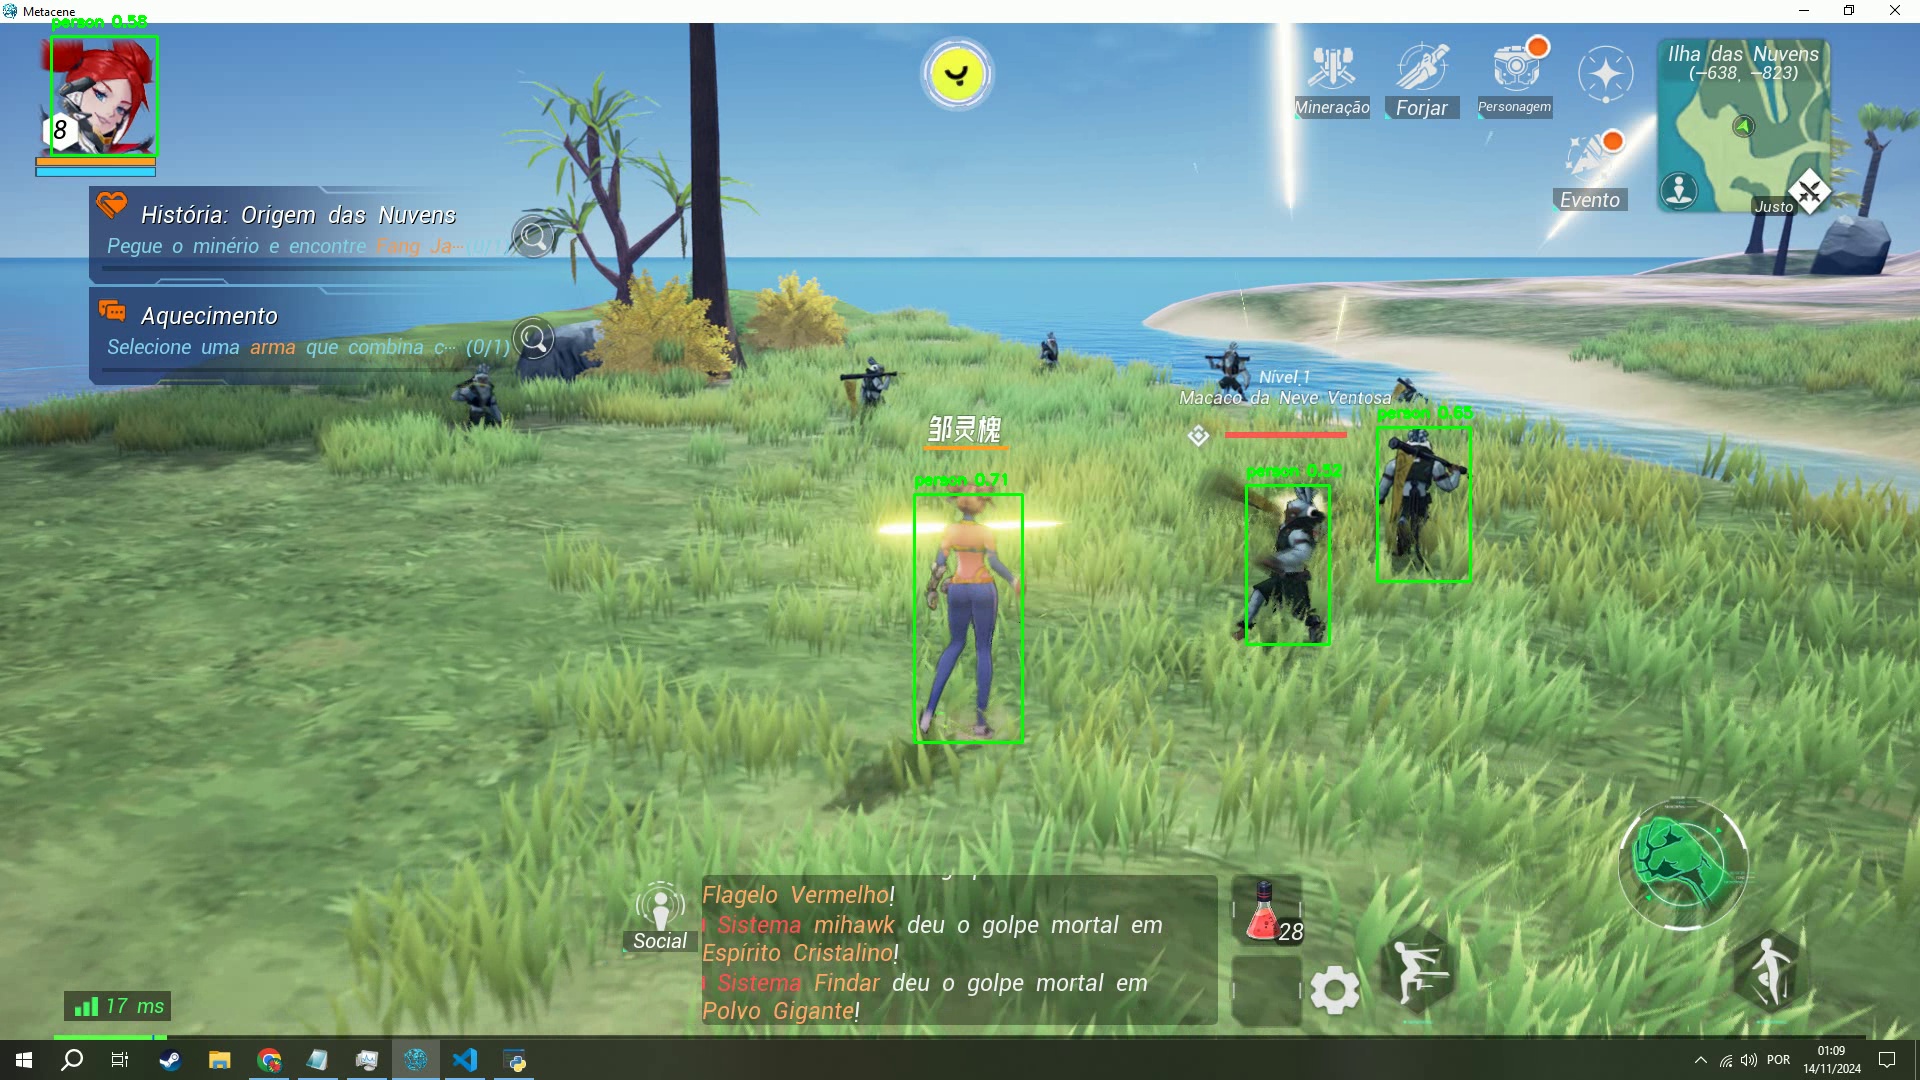 Metacene
person 0.58
8
História: Origem das Nuvens
Pegue o minério e encontre Fang Ja··· (0/1)
Aquecimento
Selecione uma arma que combina c··· (0/1)
Mineração
Forjar
Personagem
Evento
Ilha das Nuvens
(-638, -823)
Justo
Nível 1
Macaco da Neve Ventosa
person 0.65
邹灵槐
person 0.71
person 0.52
Social
Flagelo Vermelho!
Sistema mihawk deu o golpe mortal em
Espírito Cristalino!
Sistema Findar deu o golpe mortal em
Polvo Gigante!
28
17 ms
POR
01:09
14/11/2024